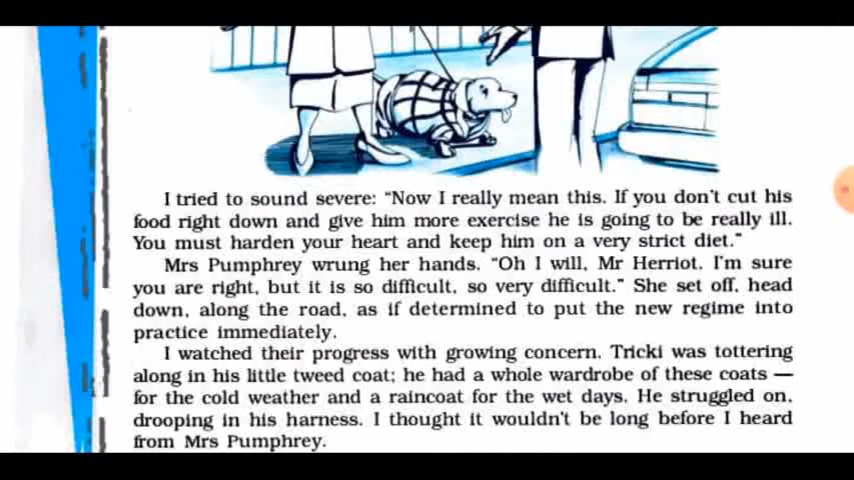 I tried to sound severe: “Now I really mean this. If you don't cut his
food right down and give him more exercise he is going to be really ill.
You must harden your heart and keep him on a very strict diet.”
Mrs Pumphrey wrung her hands. “Oh I will, Mr Herriot. I'm sure
you are right, but it is so difficult, so very difficult.” She set off, head
down, along the road, as if determined to put the new regime into
practice immediately.
I watched their progress with growing concern. Tricki was tottering
along in his little tweed coat; he had a whole wardrobe of these coats —
for the cold weather and a raincoat for the wet days. He struggled on,
drooping in his harness. I thought it wouldn't be long before I heard
from Mrs Pumphrey.